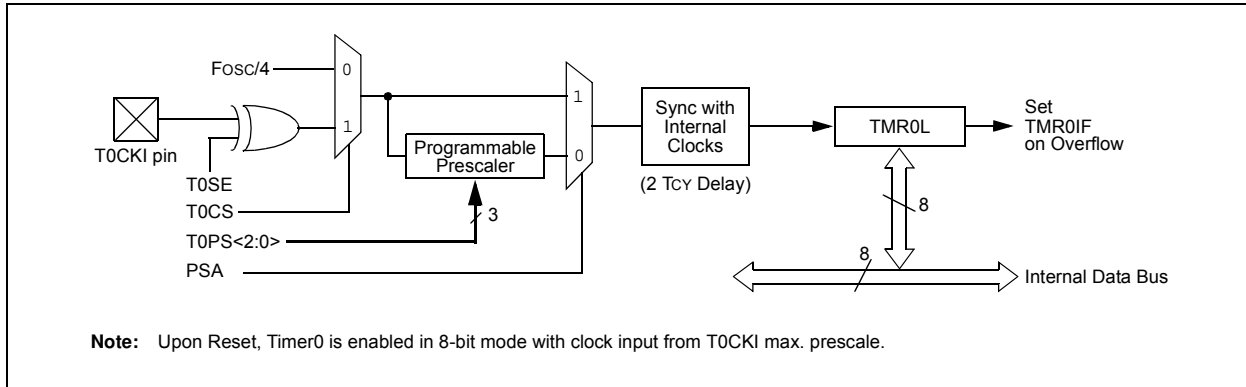 FOSC/4
0
1
T0CKI pin
T0SE
T0CS
T0PS<2:0>
PSA
Programmable
Prescaler
3
1
0
Sync with
Internal
Clocks
(2 TCY Delay)
TMR0L
Set
TMR0IF
on Overflow
8
8
Internal Data Bus
Note: Upon Reset, Timer0 is enabled in 8-bit mode with clock input from T0CKI max. prescale.